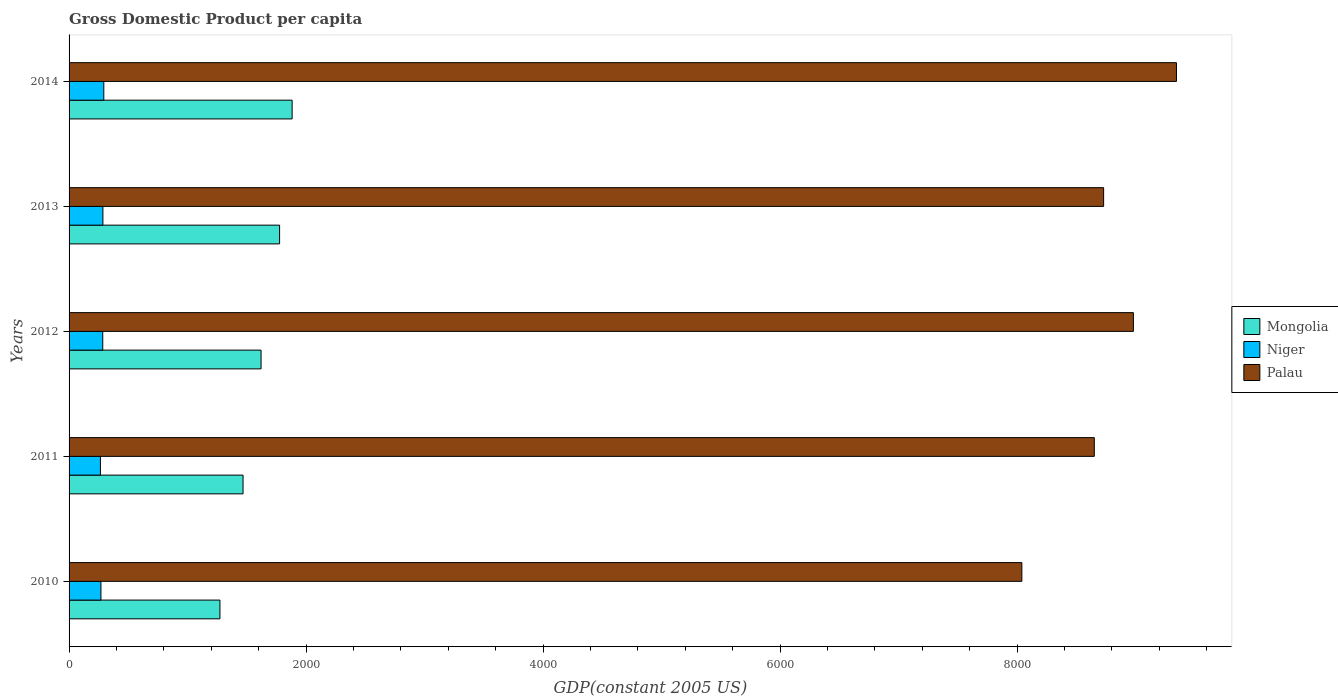 Gross Domestic Product per capita
2014
2013
2012
2011
2010
Years
0
2000
4000
6000
8000
GDP(constant 2005 US)
Mongolia
Niger
Palau